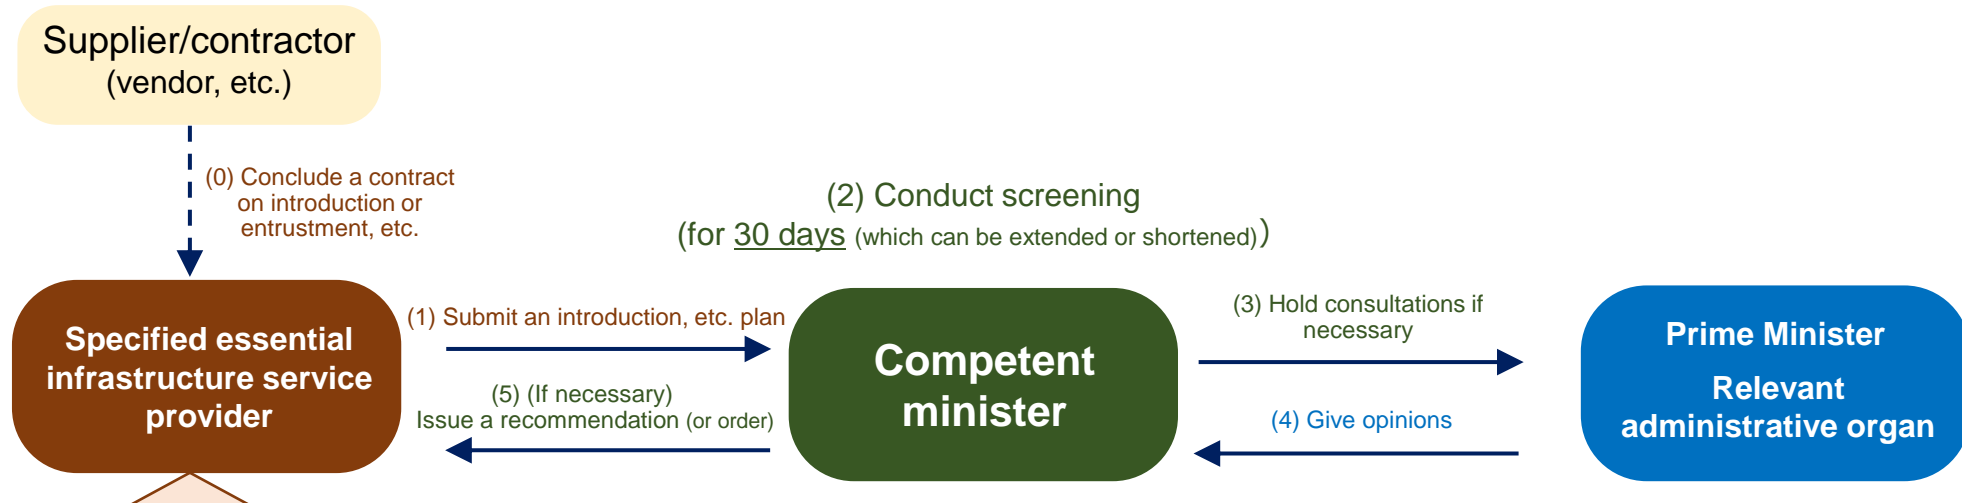 Supplier/contractor
(vendor, etc.)
(0) Conclude a contract
on introduction or
entrustment, etc.
(2) Conduct screening
(for 30 days (which can be extended or shortened))
Specified essential
infrastructure service
provider
(1) Submit an introduction, etc. plan
(5) (If necessary)
Issue a recommendation (or order)
Competent
minister
(3) Hold consultations if
necessary
(4) Give opinions
Prime Minister
Relevant
administrative organ